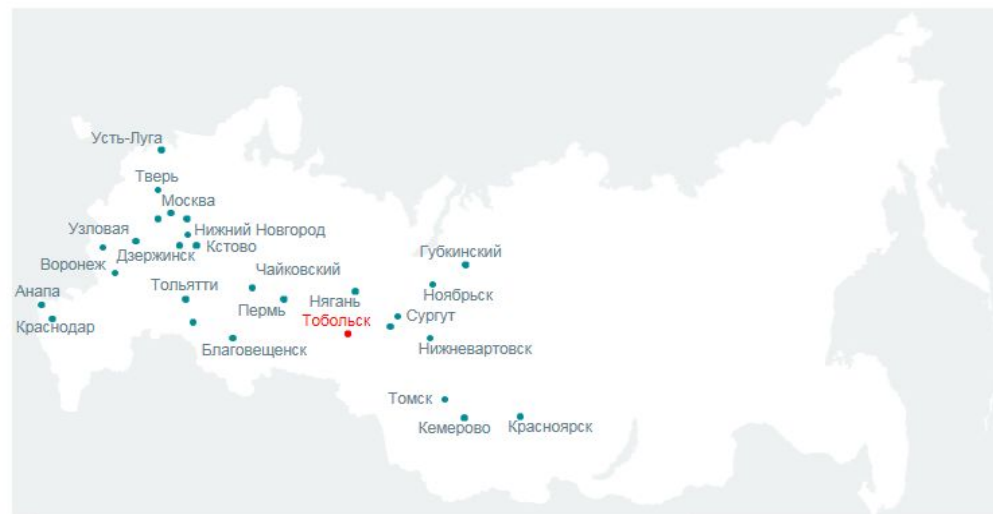 Усть-Луга
Тверь
Москва
Узловая
Нижний Новгород
Дзержинск
Кстово
Воронеж
Губкинский
Чайковский
Тольятти
Анапа
Нягань
Ноябрьск
Пермь
Краснодар
Тобольск
Сургут
Благовещенск
Нижневартовск
Томск
Кемерово
Красноярск